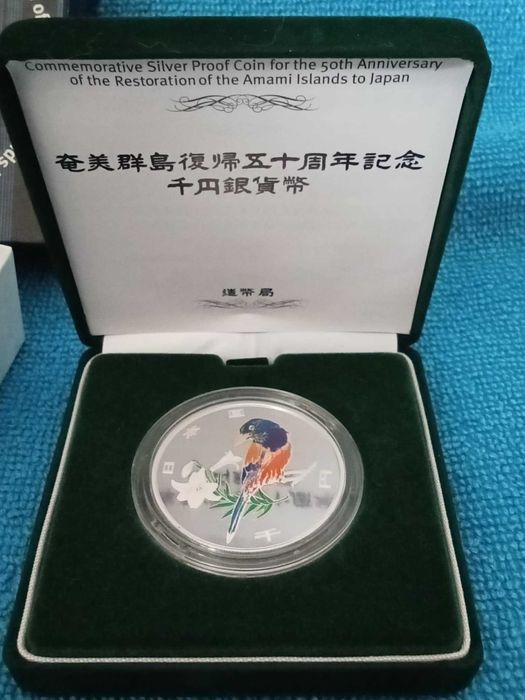 Commemorative Silver Proof Coin for the 50th Anniversary
of the Restoration of the Amami Islands to Japan
奄美群島復帰五十周年記念
千円銀貨幣
造幣局
日本国
千円